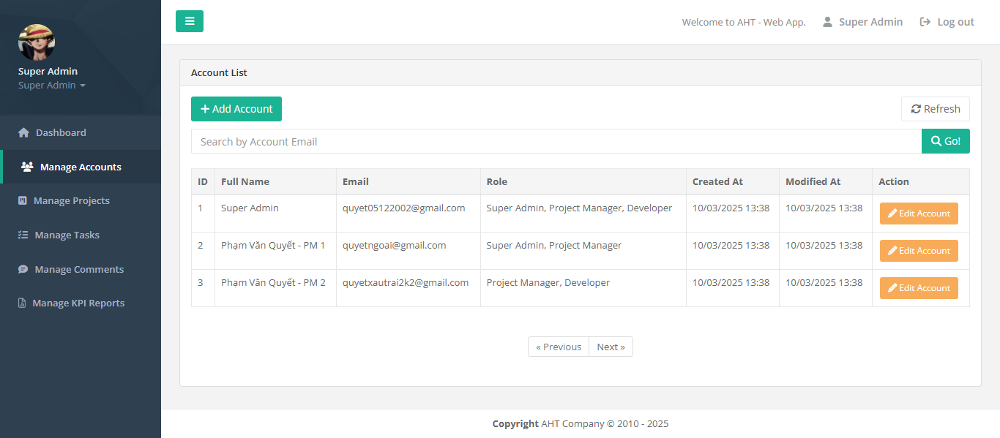 Welcome to AHT - Web App. Super Admin Log out
Super Admin
Super Admin
Dashboard
Manage Accounts
Manage Projects
Manage Tasks
Manage Comments
Manage KPI Reports
Account List
Add Account Refresh
Search by Account Email Go!
ID Full Name Email Role Created At Modified At Action
1 Super Admin quyet05122002@gmail.com Super Admin, Project Manager, Developer 10/03/2025 13:38 10/03/2025 13:38 Edit Account
2 Phạm Văn Quyết - PM 1 quyetngoai@gmail.com Super Admin, Project Manager 10/03/2025 13:38 10/03/2025 13:38 Edit Account
3 Phạm Văn Quyết - PM 2 quyetxautrai2k2@gmail.com Project Manager, Developer 10/03/2025 13:38 10/03/2025 13:38 Edit Account
« Previous Next »
Copyright AHT Company © 2010 - 2025